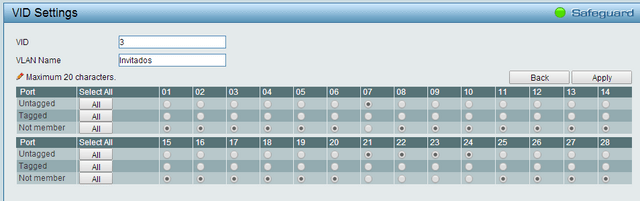 VID Settings
Safeguard
VID 3
VLAN Name Invitados
Maximum 20 characters.
Back Apply
Port Select All 01 02 03 04 05 06 07 08 09 10 11 12 13 14
Untagged All
Tagged All
Not member All
Port Select All 15 16 17 18 19 20 21 22 23 24 25 26 27 28
Untagged All
Tagged All
Not member All